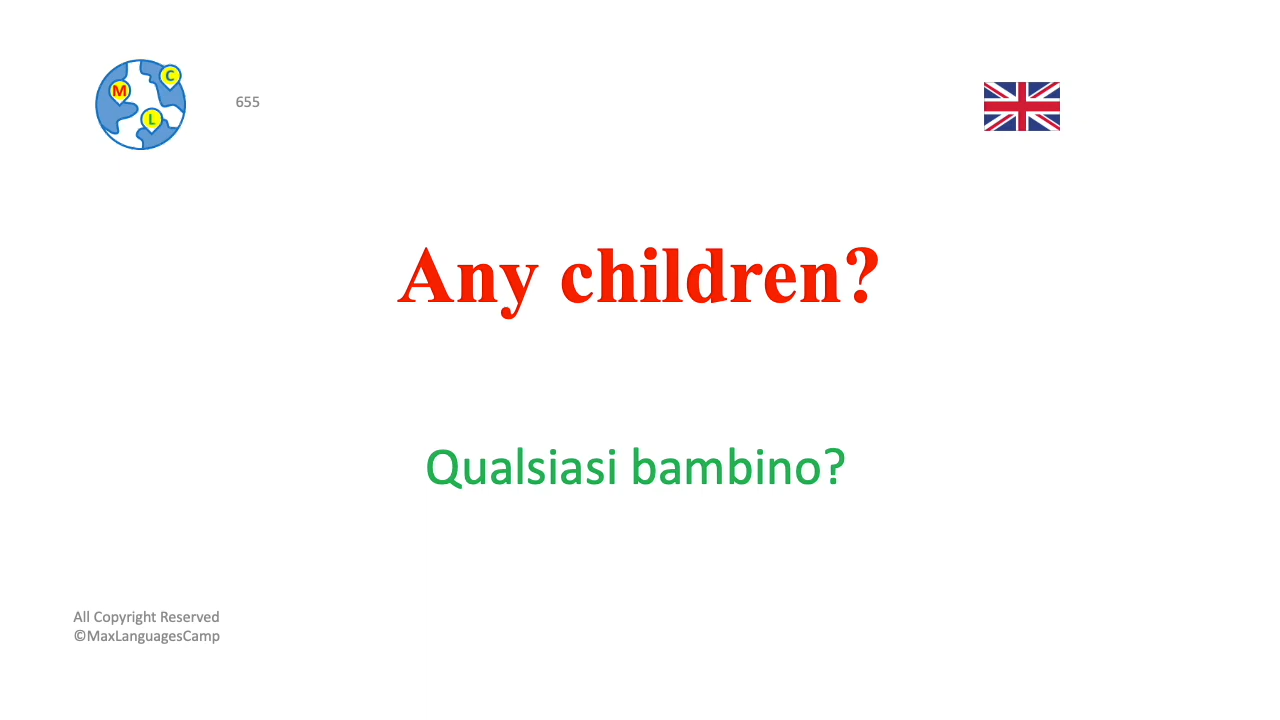 M
C
L
655
Any children?
Qualsiasi bambino?
All Copyright Reserved
©MaxLanguagesCamp